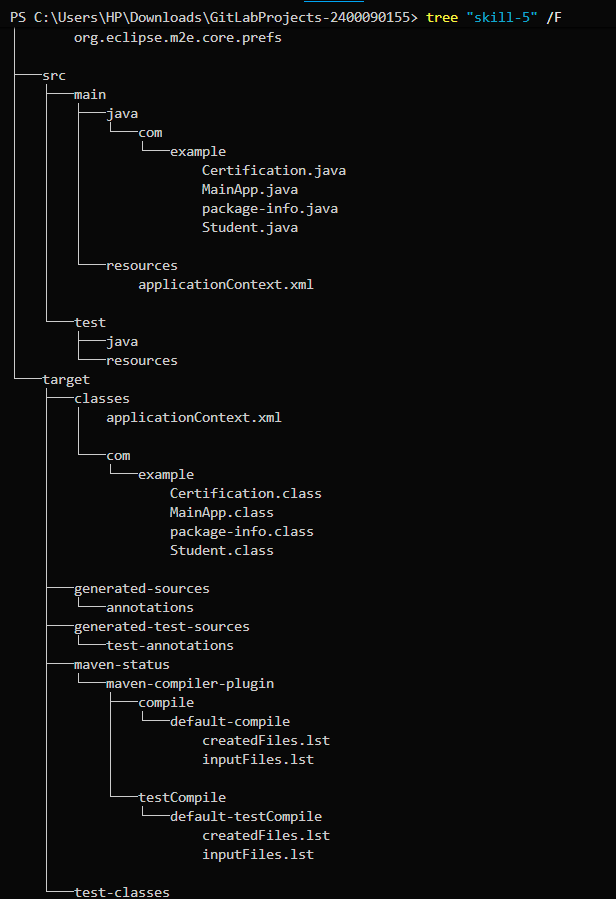 PS C:\Users\HP\Downloads\GitLabProjects-2400090155> tree "skill-5" /F
org.eclipse.m2e.core.prefs
src
main
java
com
example
Certification.java
MainApp.java
package-info.java
Student.java
resources
applicationContext.xml
test
java
resources
target
classes
applicationContext.xml
com
example
Certification.class
MainApp.class
package-info.class
Student.class
generated-sources
annotations
generated-test-sources
test-annotations
maven-status
maven-compiler-plugin
compile
default-compile
createdFiles.lst
inputFiles.lst
testCompile
default-testCompile
createdFiles.lst
inputFiles.lst
test-classes